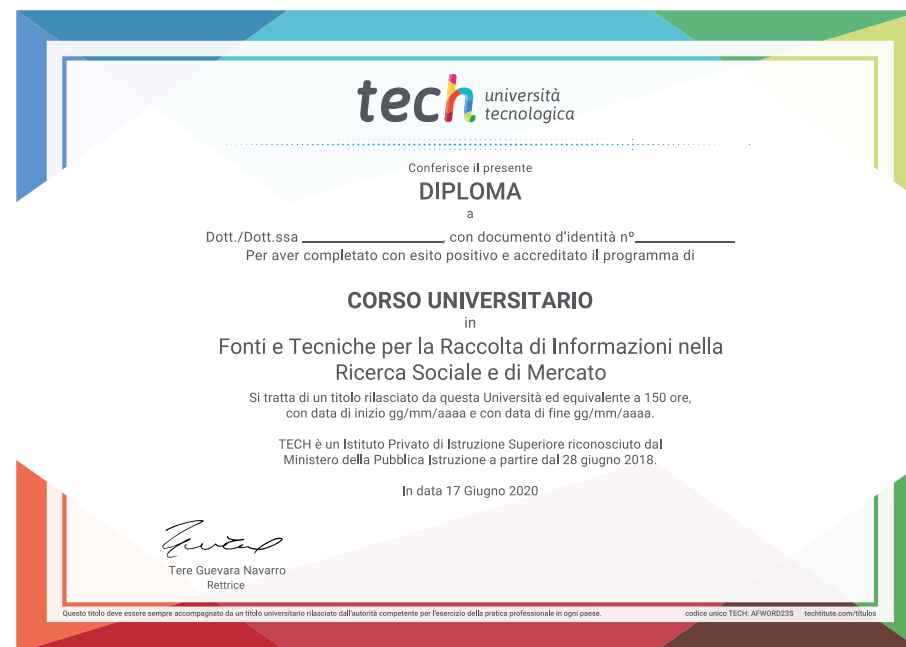 tech università
tecnologica
Conferisce il presente
DIPLOMA
a
Dott./Dott.ssa ____________________, con documento d'identità nº______________
Per aver completato con esito positivo e accreditato il programma di
CORSO UNIVERSITARIO
in
Fonti e Tecniche per la Raccolta di Informazioni nella
Ricerca Sociale e di Mercato
Si tratta di un titolo rilasciato da questa Università ed equivalente a 150 ore,
con data di inizio gg/mm/aaaa e con data di fine gg/mm/aaaa.
TECH è un Istituto Privato di Istruzione Superiore riconosciuto dal
Ministero della Pubblica Istruzione a partire dal 28 giugno 2018.
In data 17 Giugno 2020
Tere Guevara Navarro
Rettrice
Questo titolo deve essere sempre accompagnato da un titolo universitario rilasciato dall'autorità competente per l'esercizio della pratica professionale in ogni paese. codice unico TECH: AFWORD23S techtitute.com/títulos